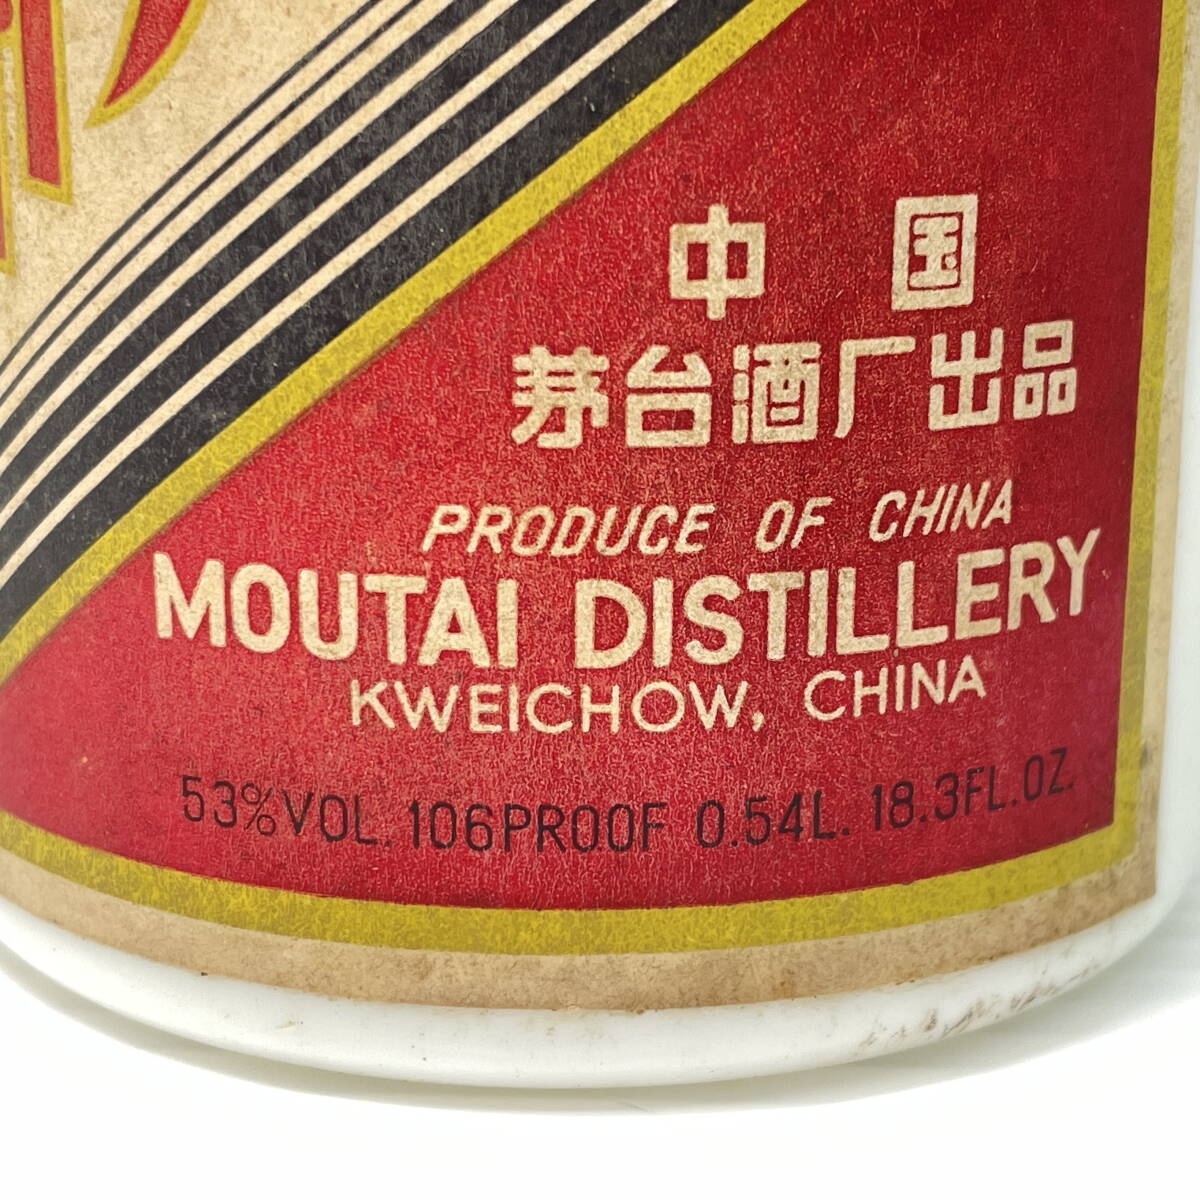 中国
茅台酒厂出品
PRODUCE OF CHINA
MOUTAI DISTILLERY
KWEICHOW, CHINA
53%VOL. 106PROOF 0.54L. 18.3FL.OZ.